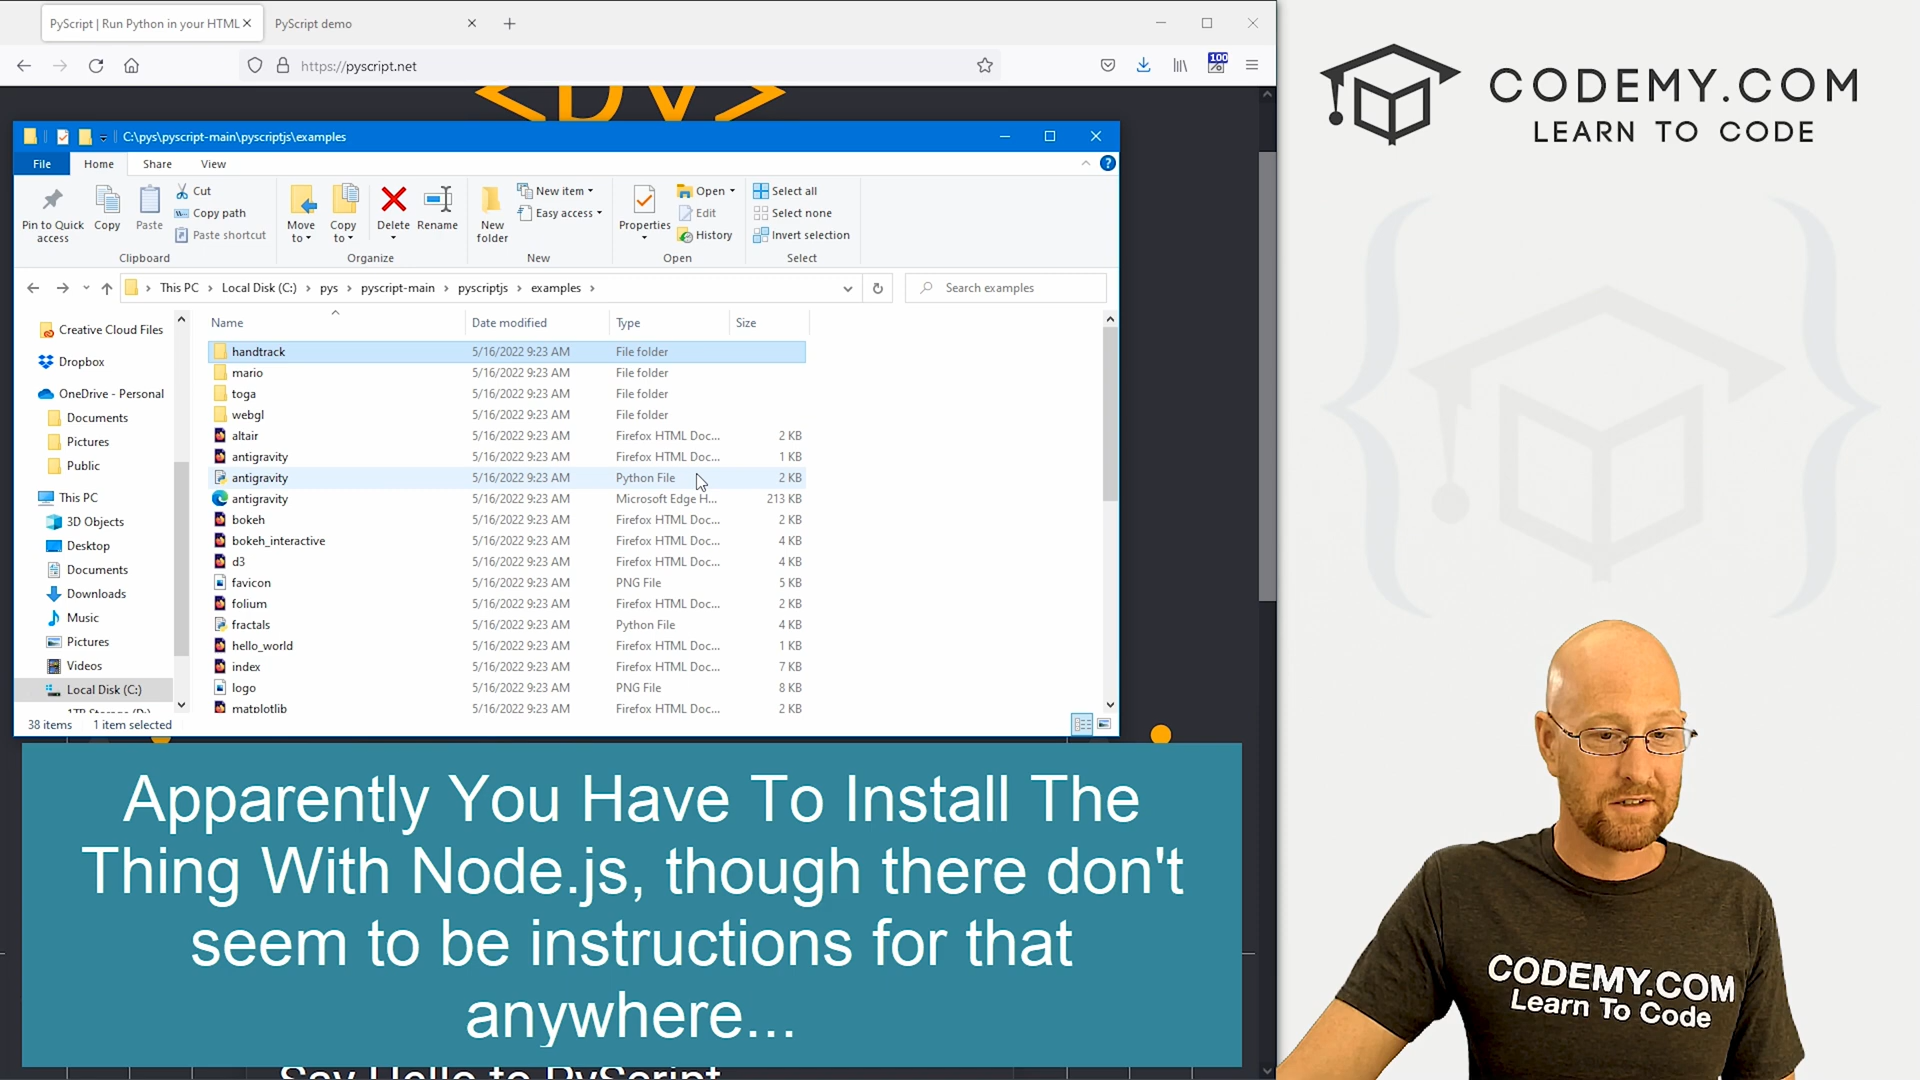 PyScript | Run Python in your HTML
PyScript demo
https://pyscript.net
100
C:\pys\pyscript-main\pyscriptjs\examples
File
Home
Share
View
Pin to Quick access
Copy
Paste
Cut
Copy path
Paste shortcut
Clipboard
Move to
Copy to
Delete
Rename
Organize
New folder
New item
Easy access
New
Properties
Open
Edit
History
Open
Select all
Select none
Invert selection
Select
This PC > Local Disk (C:) > pys > pyscript-main > pyscriptjs > examples >
Search examples
Creative Cloud Files
Dropbox
OneDrive - Personal
Documents
Pictures
Public
This PC
3D Objects
Desktop
Documents
Downloads
Music
Pictures
Videos
Local Disk (C:)
Name Date modified Type Size
handtrack 5/16/2022 9:23 AM File folder
mario 5/16/2022 9:23 AM File folder
toga 5/16/2022 9:23 AM File folder
webgl 5/16/2022 9:23 AM File folder
altair 5/16/2022 9:23 AM Firefox HTML Doc... 2 KB
antigravity 5/16/2022 9:23 AM Firefox HTML Doc... 1 KB
antigravity 5/16/2022 9:23 AM Python File 2 KB
antigravity 5/16/2022 9:23 AM Microsoft Edge H... 213 KB
bokeh 5/16/2022 9:23 AM Firefox HTML Doc... 2 KB
bokeh_interactive 5/16/2022 9:23 AM Firefox HTML Doc... 4 KB
d3 5/16/2022 9:23 AM Firefox HTML Doc... 4 KB
favicon 5/16/2022 9:23 AM PNG File 5 KB
folium 5/16/2022 9:23 AM Firefox HTML Doc... 2 KB
fractals 5/16/2022 9:23 AM Python File 4 KB
hello_world 5/16/2022 9:23 AM Firefox HTML Doc... 1 KB
index 5/16/2022 9:23 AM Firefox HTML Doc... 7 KB
logo 5/16/2022 9:23 AM PNG File 8 KB
matplotlib 5/16/2022 9:23 AM Firefox HTML Doc... 2 KB
38 items 1 item selected
Apparently You Have To Install The
Thing With Node.js, though there don't
seem to be instructions for that
anywhere...
Say Hello to PyScript
CODEMY.COM
LEARN TO CODE
CODEMY.COM
Learn To Code